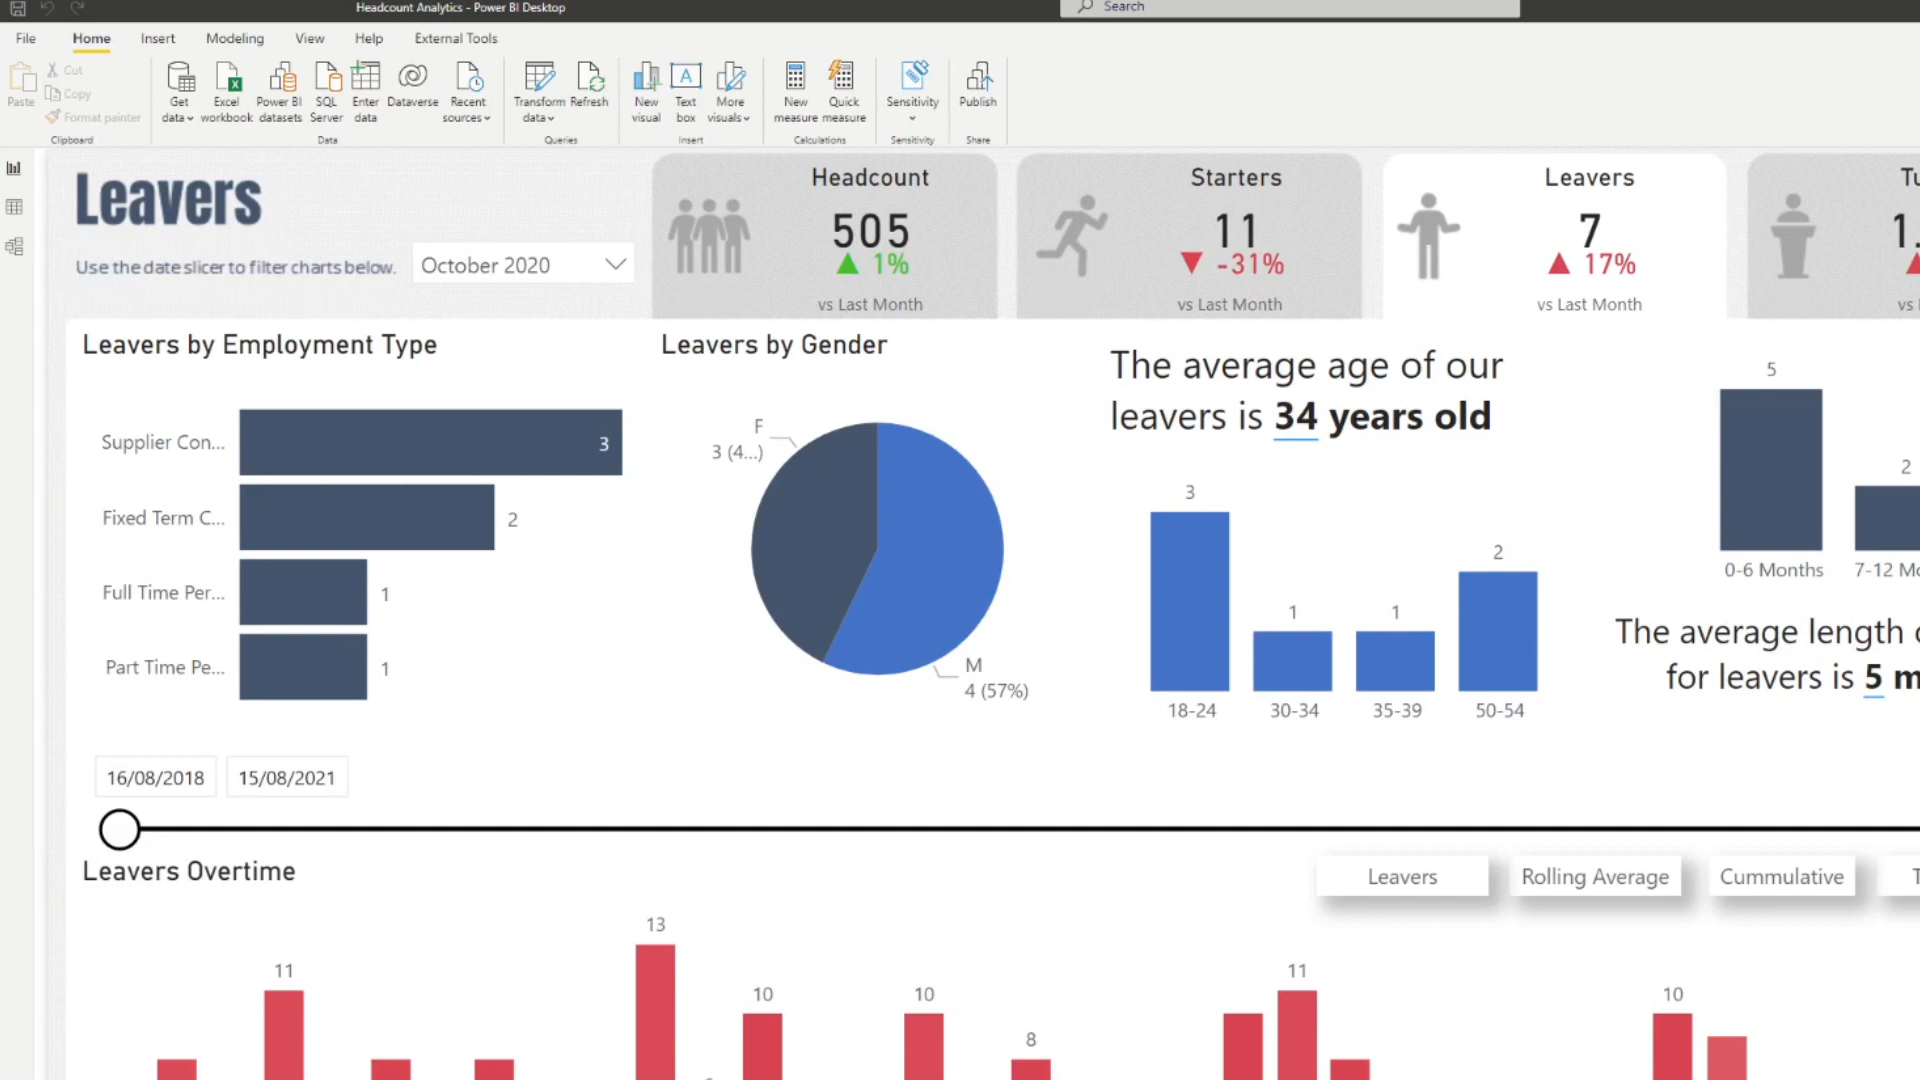 Headcount Analytics - Power BI Desktop
Search
File Home Insert Modeling View Help External Tools
Paste
Cut
Copy
Format painter
Clipboard
Get data
Excel workbook
Power BI datasets
SQL Server
Enter data
Dataverse
Recent sources
Data
Transform data
Refresh
Queries
New visual
Text box
More visuals
Insert
New measure
Quick measure
Calculations
Sensitivity
Sensitivity
Publish
Share
Leavers
Use the date slicer to filter charts below.
October 2020
Headcount
505
1%
vs Last Month
Starters
11
-31%
vs Last Month
Leavers
7
17%
vs Last Month
Tu
1.
vs
Leavers by Employment Type
Supplier Con... 3
Fixed Term C... 2
Full Time Per... 1
Part Time Pe... 1
Leavers by Gender
F
3 (4...)
M
4 (57%)
The average age of our
leavers is 34 years old
3
1
1
2
18-24 30-34 35-39 50-54
5
2
0-6 Months 7-12 Mo
The average length
for leavers is 5 m
16/08/2018 15/08/2021
Leavers Overtime
Leavers Rolling Average Cummulative T
11
13
10
10
8
11
10